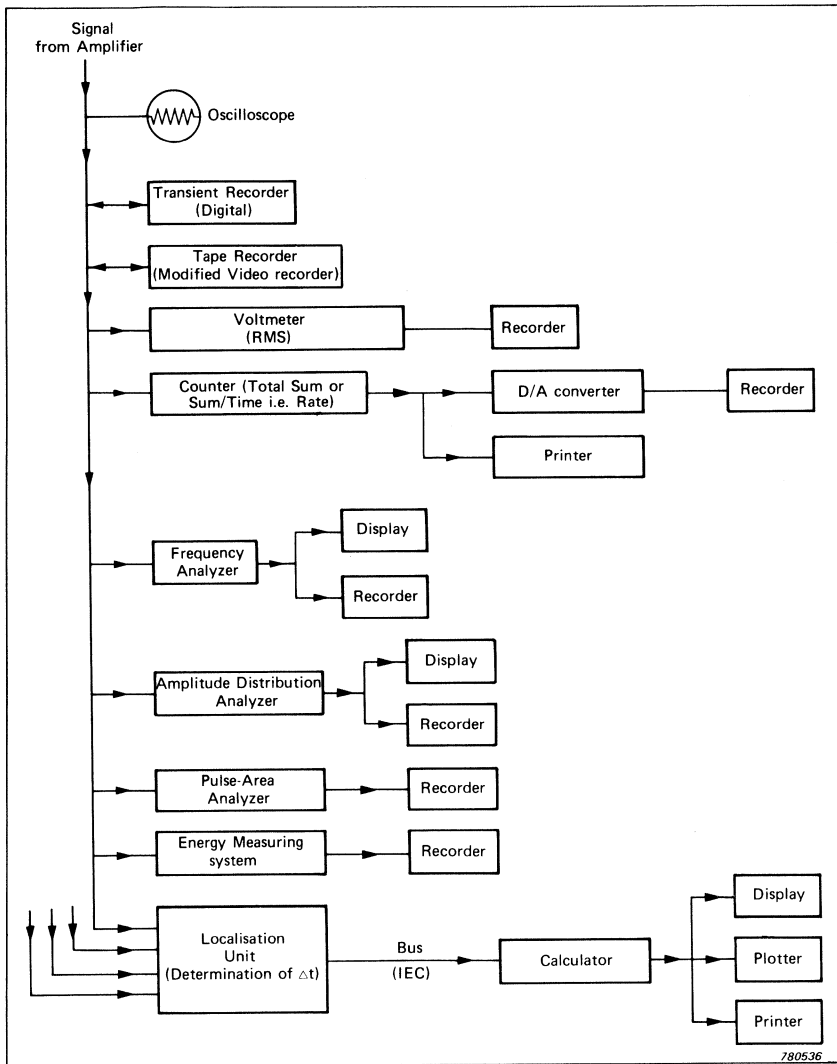 Signal
from Amplifier
Oscilloscope
Transient Recorder
(Digital)
Tape Recorder
(Modified Video recorder)
Voltmeter
(RMS)
Recorder
Counter (Total Sum or
Sum/Time i.e. Rate)
D/A converter
Recorder
Printer
Frequency
Analyzer
Display
Recorder
Amplitude Distribution
Analyzer
Display
Recorder
Pulse-Area
Analyzer
Recorder
Energy Measuring
system
Recorder
Localisation
Unit
(Determination of △t)
Bus
(IEC)
Calculator
Display
Plotter
Printer
780536